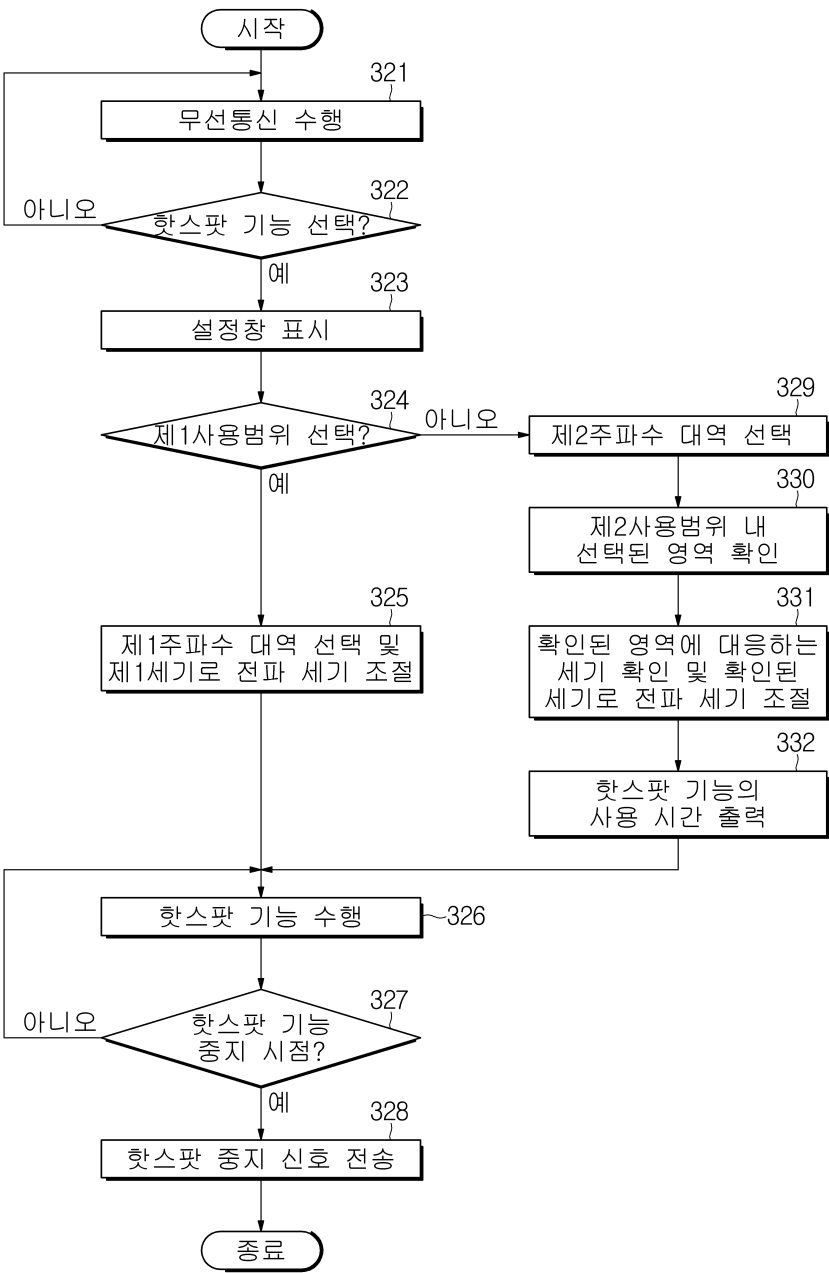 시작
321
무선통신 수행
322
아니오
핫스팟 기능 선택?
예
323
설정창 표시
324
제1사용범위 선택?
아니오
예
329
제2주파수 대역 선택
330
제2사용범위 내
선택된 영역 확인
325
제1주파수 대역 선택 및
제1세기로 전파 세기 조절
331
확인된 영역에 대응하는
세기 확인 및 확인된
세기로 전파 세기 조절
332
핫스팟 기능의
사용 시간 출력
핫스팟 기능 수행
326
327
아니오
핫스팟 기능
중지 시점?
예
328
핫스팟 중지 신호 전송
종료